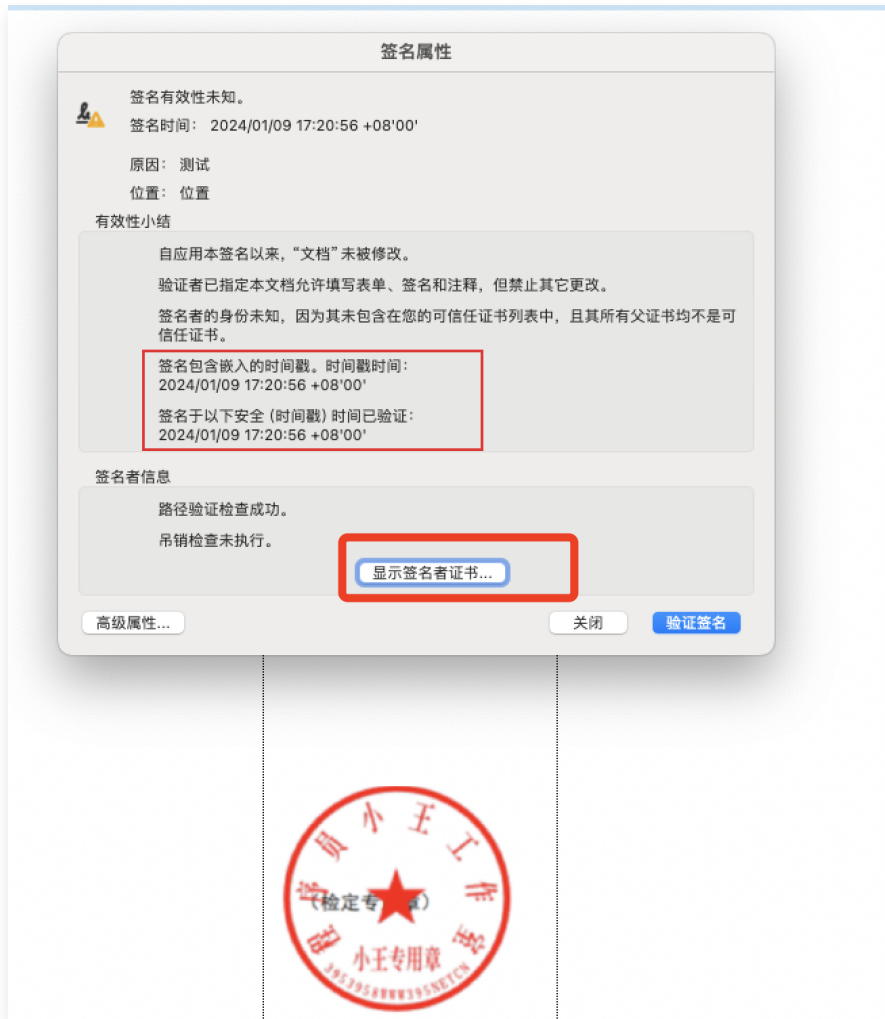 签名属性
签名有效性未知。
签名时间： 2024/01/09 17:20:56 +08'00'
原因： 测试
位置： 位置
有效性小结
自应用本签名以来，“文档” 未被修改。
验证者已指定本文档允许填写表单、签名和注释，但禁止其它更改。
签名者的身份未知，因为其未包含在您的可信任证书列表中，且其所有父证书均不是可
信任证书。
签名包含嵌入的时间戳。时间戳时间：
2024/01/09 17:20:56 +08'00'
签名于以下安全 (时间戳) 时间已验证：
2024/01/09 17:20:56 +08'00'
签名者信息
路径验证检查成功。
吊销检查未执行。
显示签名者证书...
高级属性...
关闭
验证签名
程序员小王工作室
（检定专 章）
小王专用章